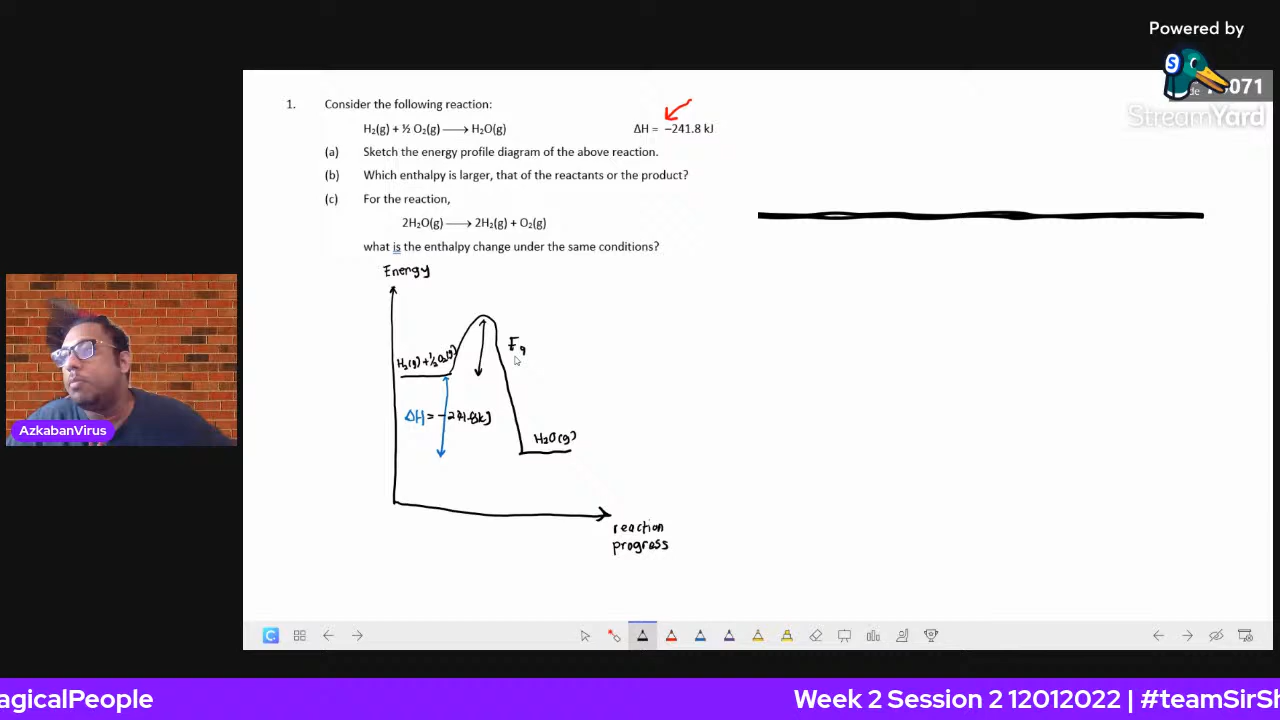 Powered by
071
StreamYard
1. Consider the following reaction:
H₂(g) + ½ O₂(g) ⟶ H₂O(g) ΔH = −241.8 kJ
(a) Sketch the energy profile diagram of the above reaction.
(b) Which enthalpy is larger, that of the reactants or the product?
(c) For the reaction,
2H₂O(g) ⟶ 2H₂(g) + O₂(g)
what is the enthalpy change under the same conditions?
Energy
H₂(g) + ½O₂(g)
Ea
ΔH = −241.8kJ
H₂O(g)
reaction
progress
AzkabanVirus
agicalPeople
Week 2 Session 2 12012022 | #teamSirSh